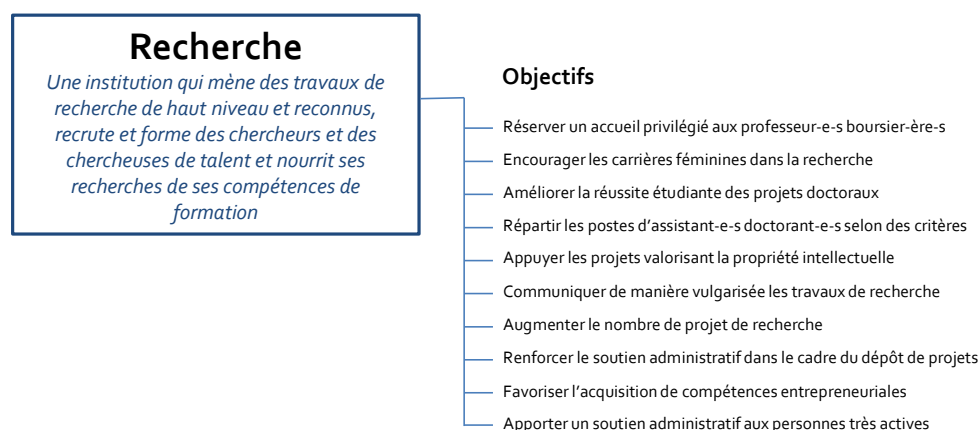 Recherche
Une institution qui mène des travaux de
recherche de haut niveau et reconnus,
recrute et forme des chercheurs et des
chercheuses de talent et nourrit ses
recherches de ses compétences de
formation
Objectifs
Réserver un accueil privilégié aux professeur-e-s boursier-ère-s
Encourager les carrières féminines dans la recherche
Améliorer la réussite étudiante des projets doctoraux
Répartir les postes d'assistant-e-s doctorant-e-s selon des critères
Appuyer les projets valorisant la propriété intellectuelle
Communiquer de manière vulgarisée les travaux de recherche
Augmenter le nombre de projet de recherche
Renforcer le soutien administratif dans le cadre du dépôt de projets
Favoriser l'acquisition de compétences entrepreneuriales
Apporter un soutien administratif aux personnes très actives